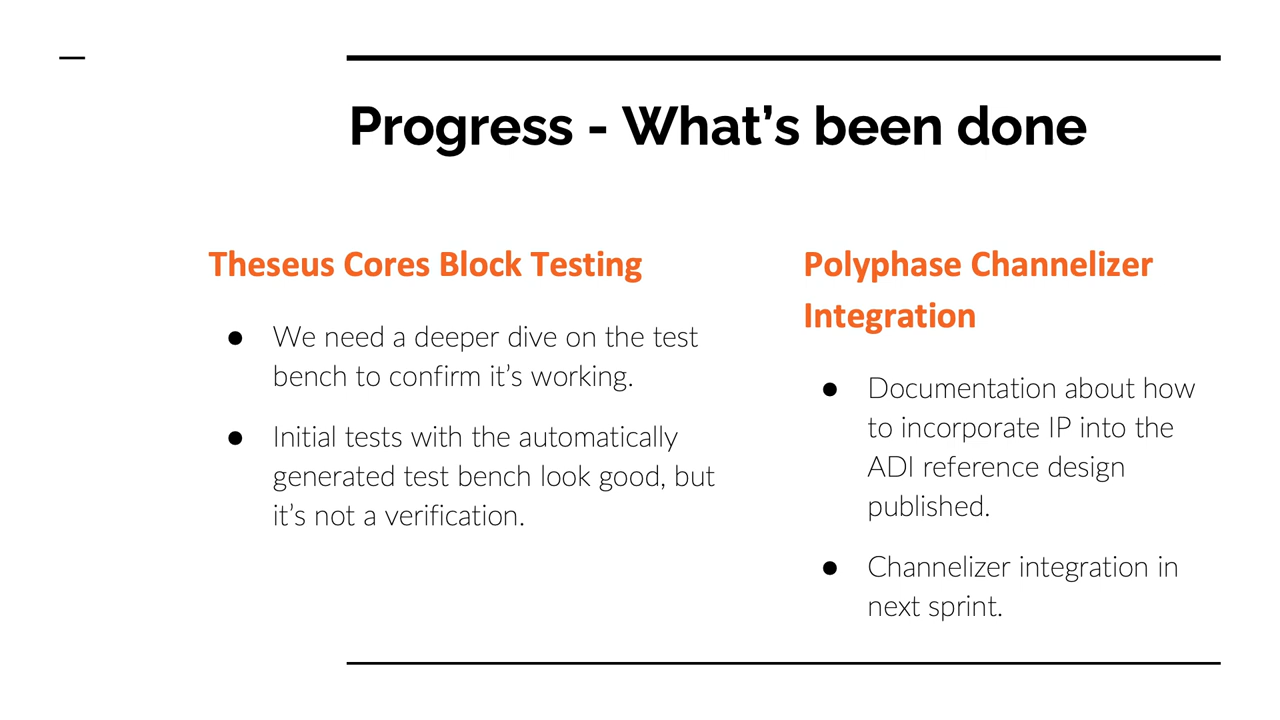 Progress - What’s been done
Theseus Cores Block Testing
● We need a deeper dive on the test
bench to confirm it’s working.
● Initial tests with the automatically
generated test bench look good, but
it’s not a verification.
Polyphase Channelizer
Integration
● Documentation about how
to incorporate IP into the
ADI reference design
published.
● Channelizer integration in
next sprint.